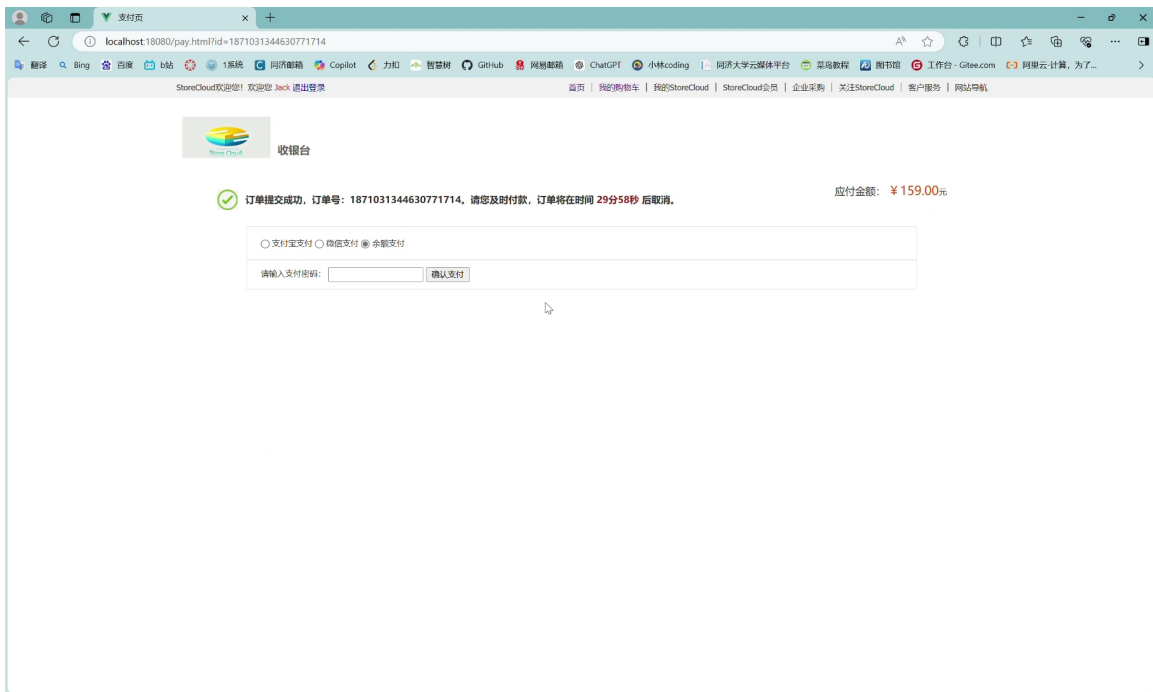 支付页
localhost:18080/pay.html?id=1871031344630771714
翻译 Bing 百度 b站 1系统 同济邮箱 Copilot 力扣 智慧树 GitHub 网易邮箱 ChatGPT 小林coding 同济大学云媒体平台 菜鸟教程 图书馆 工作台 - Gitee.com 阿里云-计算，为了...
StoreCloud欢迎您！ 欢迎您 Jack 退出登录 首页 | 我的购物车 | 我的StoreCloud | StoreCloud会员 | 企业采购 | 关注StoreCloud | 客户服务 | 网站导航
Store Cloud 收银台
订单提交成功，订单号：1871031344630771714。请您及时付款，订单将在时间 29分58秒 后取消。 应付金额： ￥159.00元
支付宝支付 微信支付 余额支付
请输入支付密码： 确认支付